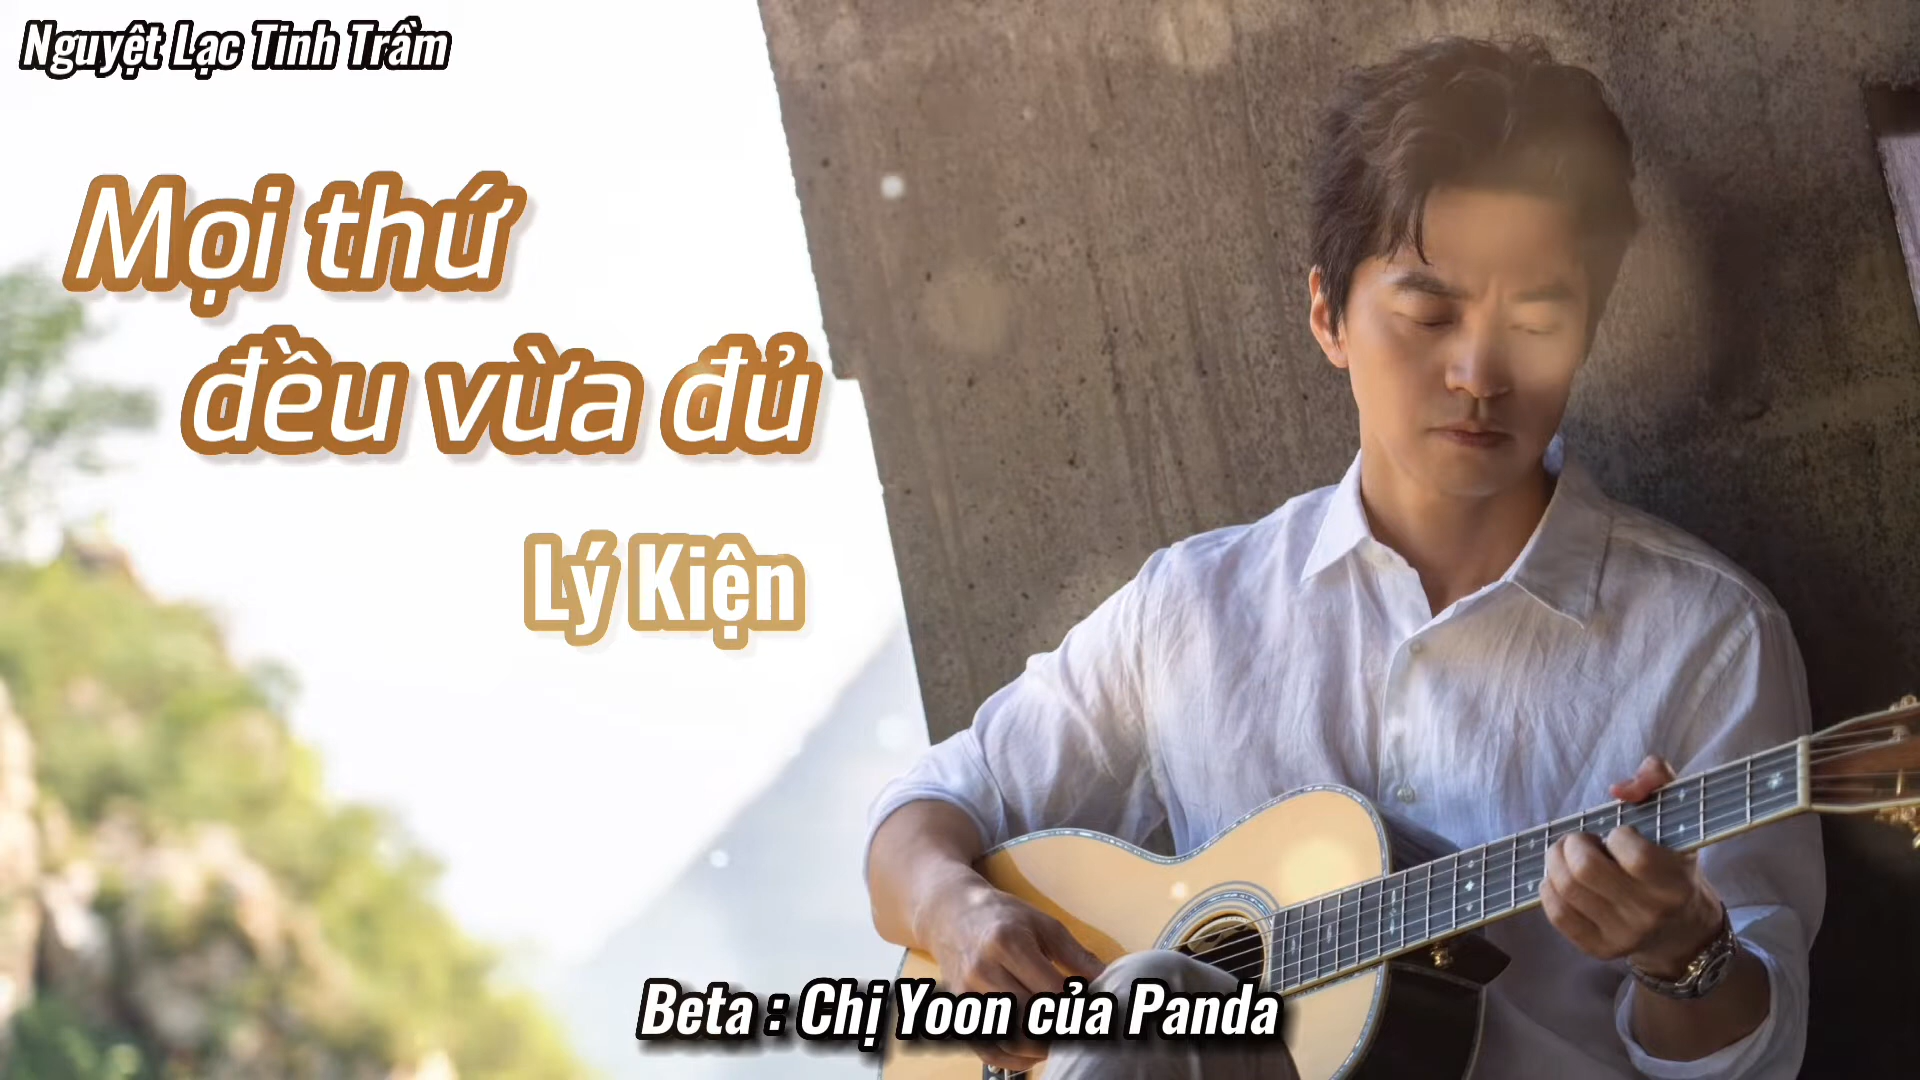 Nguyệt Lạc Tinh Trầm
Mọi thứ
đều vừa đủ
Lý Kiện
Beta : Chị Yoon của Panda